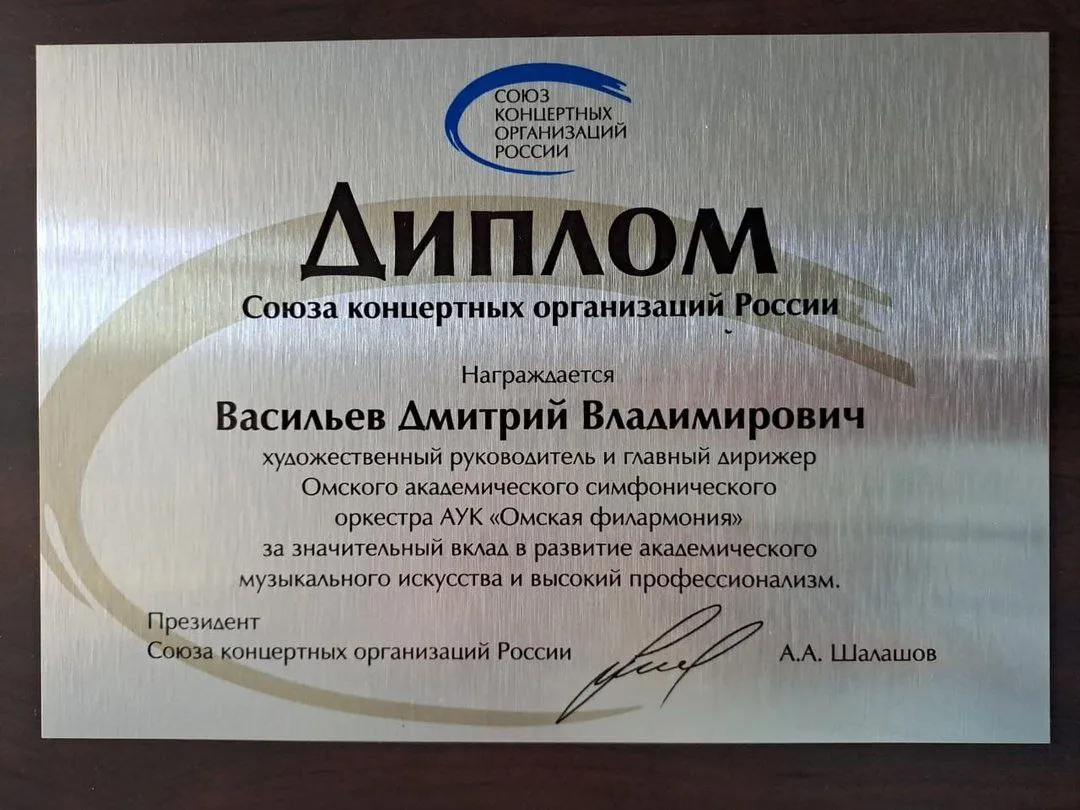 СОЮЗ
КОНЦЕРТНЫХ
ОРГАНИЗАЦИЙ
РОССИИ
Диплом
Союза концертных организаций России
Награждается
Васильев Дмитрий Владимирович
художественный руководитель и главный дирижер
Омского академического симфонического
оркестра АУК «Омская филармония»
за значительный вклад в развитие академического
музыкального искусства и высокий профессионализм.
Президент
Союза концертных организаций России
А.А. Шалашов